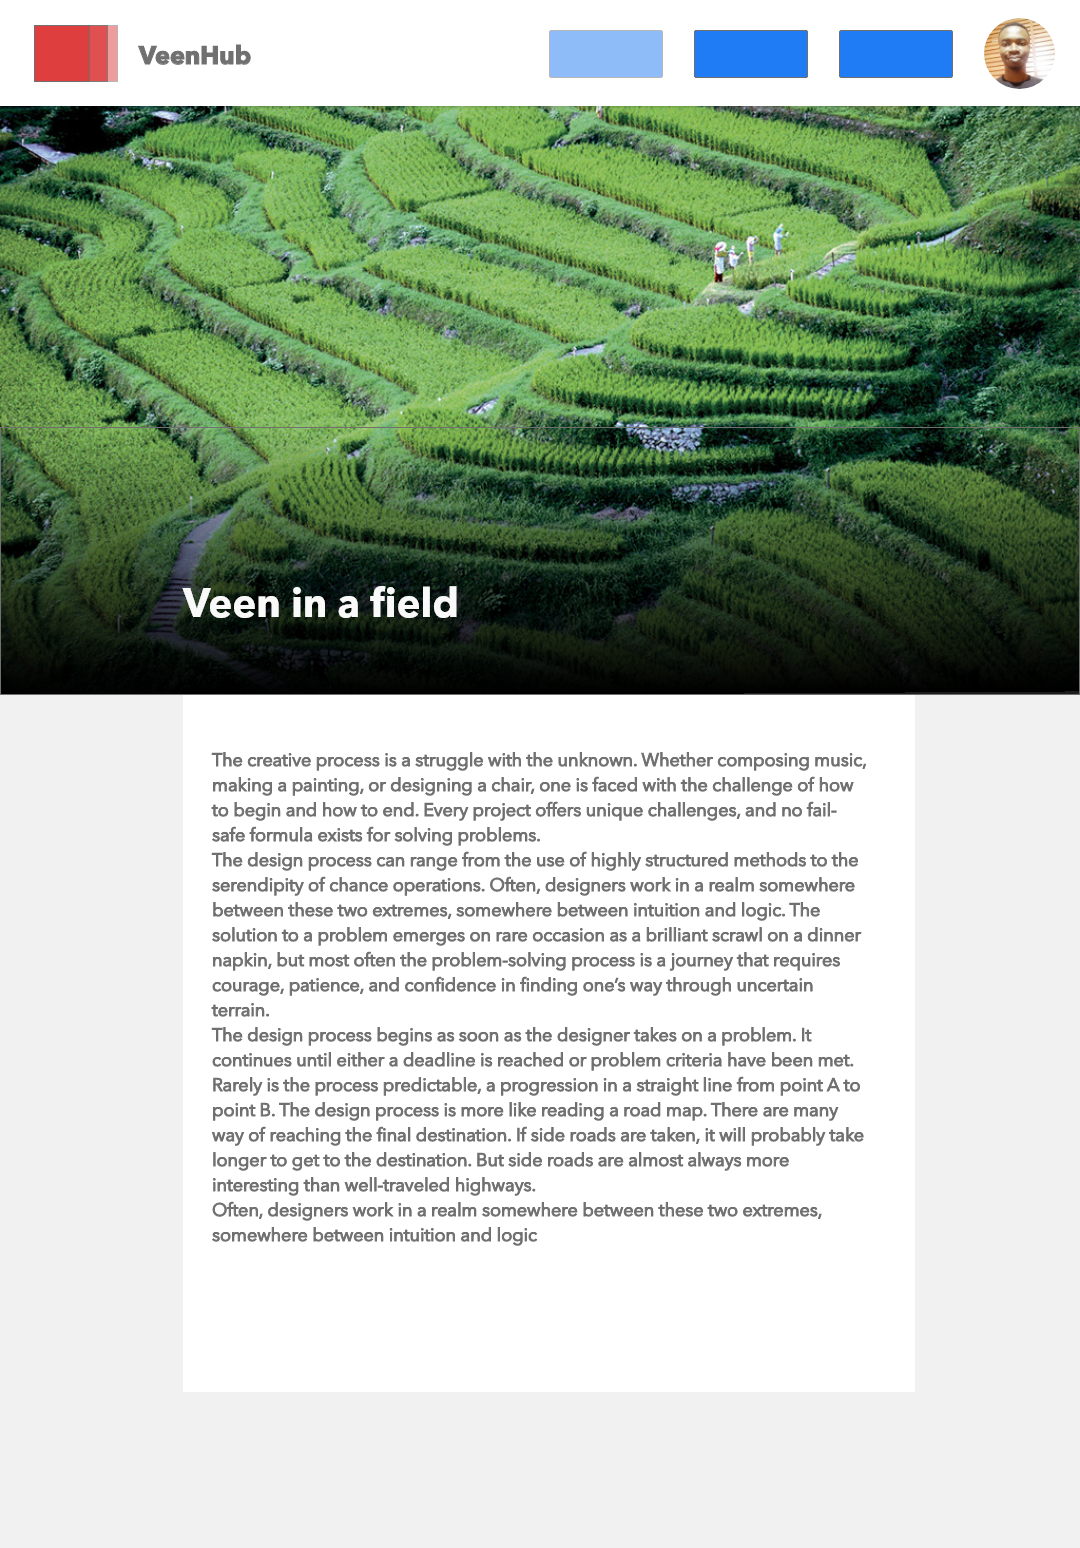 VeenHub
Veen in a field
The creative process is a struggle with the unknown. Whether composing music,
making a painting, or designing a chair, one is faced with the challenge of how
to begin and how to end. Every project offers unique challenges, and no fail-
safe formula exists for solving problems.
The design process can range from the use of highly structured methods to the
serendipity of chance operations. Often, designers work in a realm somewhere
between these two extremes, somewhere between intuition and logic. The
solution to a problem emerges on rare occasion as a brilliant scrawl on a dinner
napkin, but most often the problem-solving process is a journey that requires
courage, patience, and confidence in finding one’s way through uncertain
terrain.
The design process begins as soon as the designer takes on a problem. It
continues until either a deadline is reached or problem criteria have been met.
Rarely is the process predictable, a progression in a straight line from point A to
point B. The design process is more like reading a road map. There are many
way of reaching the final destination. If side roads are taken, it will probably take
longer to get to the destination. But side roads are almost always more
interesting than well-traveled highways.
Often, designers work in a realm somewhere between these two extremes,
somewhere between intuition and logic